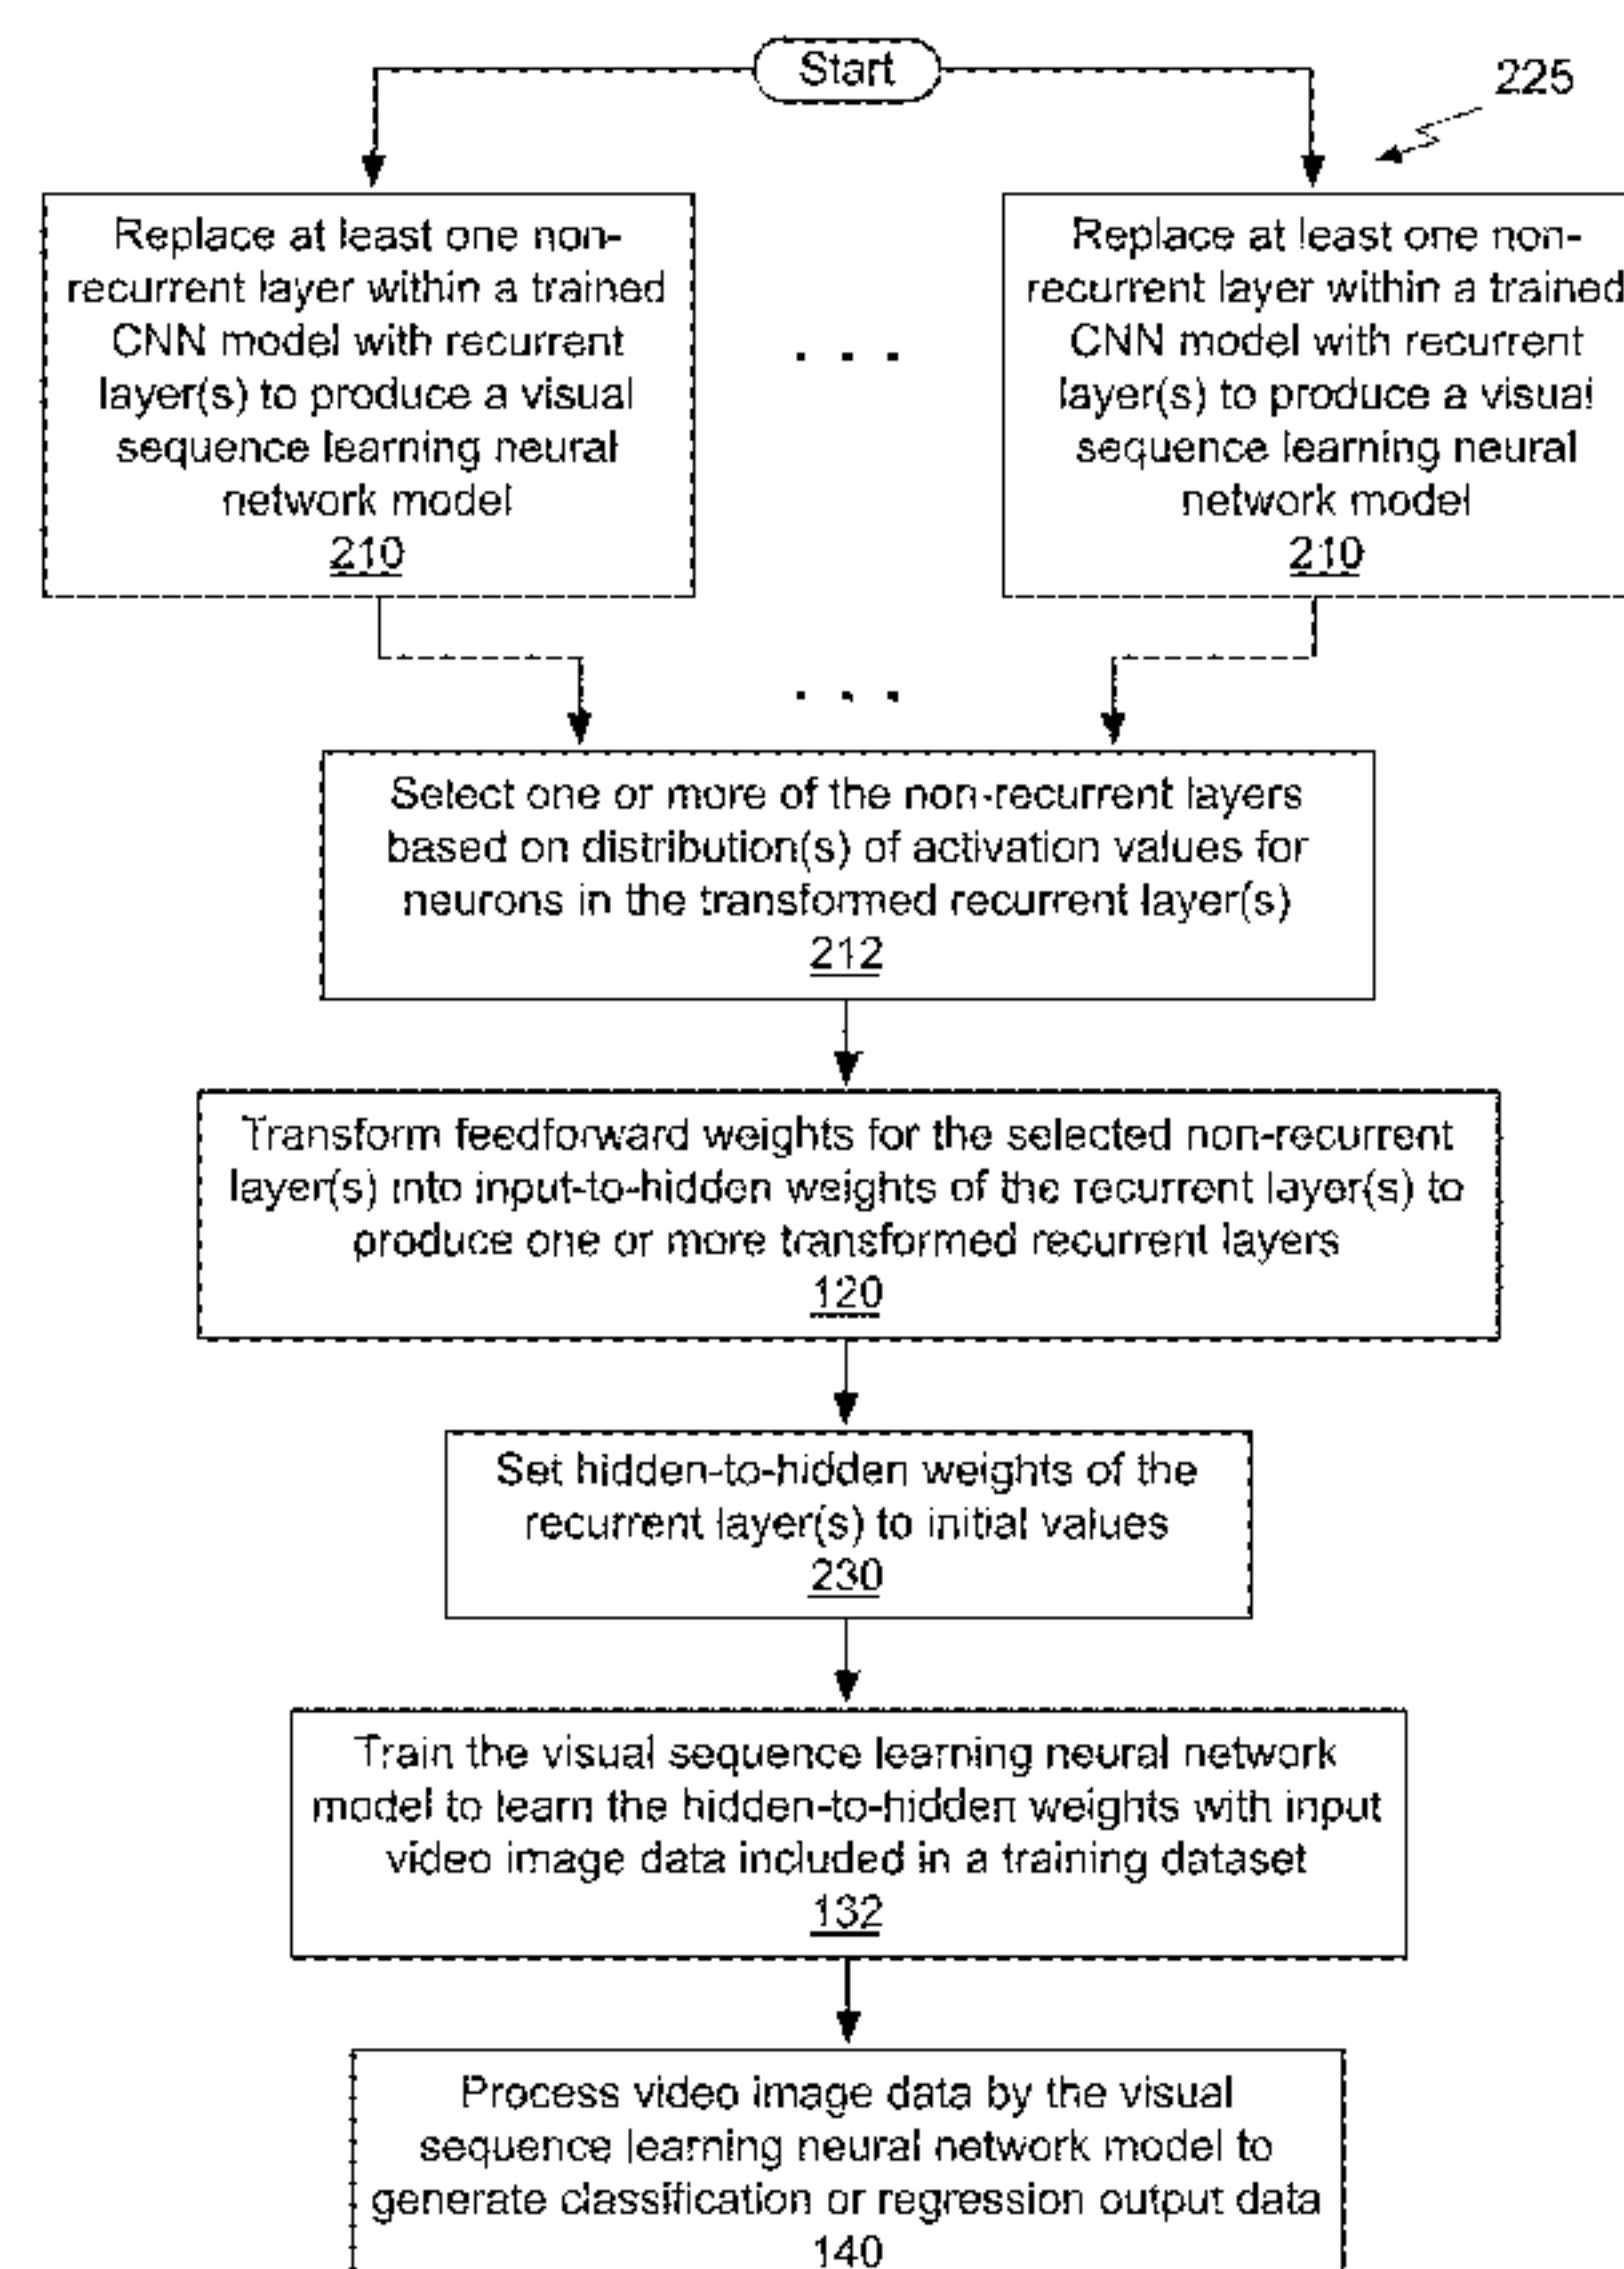 Start
225
Replace at least one non-
recurrent layer within a trained
CNN model with recurrent
layer(s) to produce a visual
sequence learning neural
network model
210
. . .
Replace at least one non-
recurrent layer within a trained
CNN model with recurrent
layer(s) to produce a visual
sequence learning neural
network model
210
. . .
Select one or more of the non-recurrent layers
based on distribution(s) of activation values for
neurons in the transformed recurrent layer(s)
212
Transform feedforward weights for the selected non-recurrent
layer(s) into input-to-hidden weights of the recurrent layer(s) to
produce one or more transformed recurrent layers
120
Set hidden-to-hidden weights of the
recurrent layer(s) to initial values
230
Train the visual sequence learning neural network
model to learn the hidden-to-hidden weights with input
video image data included in a training dataset
132
Process video image data by the visual
sequence learning neural network model to
generate classification or regression output data
140